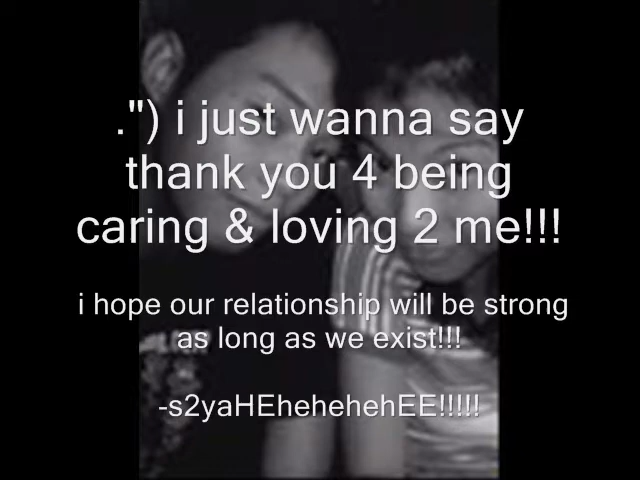 .") i just wanna say
thank you 4 being
caring & loving 2 me!!!
i hope our relationship will be strong
as long as we exist!!!
-s2yaHEhehehehEE!!!!!